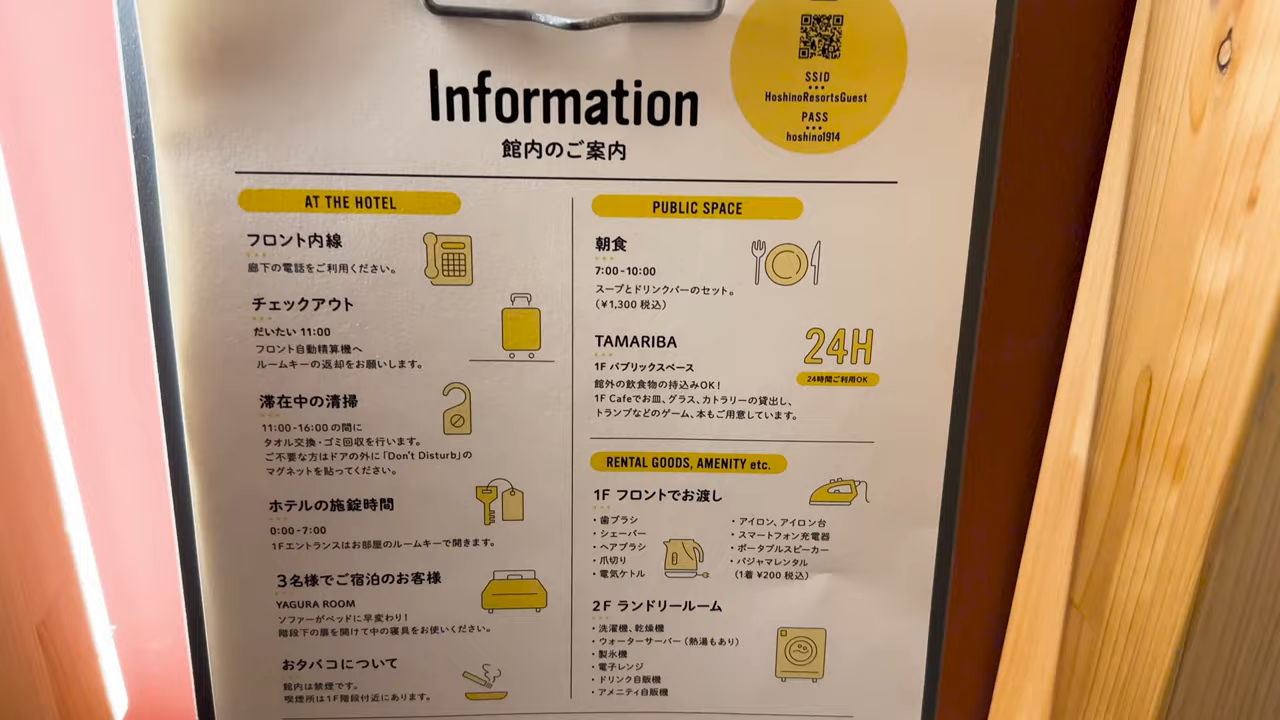 Information
館内のご案内
SSID
HoshinoResortsGuest
PASS
hoshino1914
AT THE HOTEL
フロント内線
廊下の電話をご利用ください。
チェックアウト
だいたい 11:00
フロント自動精算機へ
ルームキーの返却をお願いします。
滞在中の清掃
11:00-16:00 の間に
タオル交換・ゴミ回収を行います。
ご不要な方はドアの外に「Don't Disturb」の
マグネットを貼ってください。
ホテルの施錠時間
0:00-7:00
1Fエントランスはお部屋のルームキーで開きます。
3名様でご宿泊のお客様
YAGURA ROOM
ソファーがベッドに早変わり!
階段下の扉を開けて中の寝具をお使いください。
おタバコについて
館内は禁煙です。
喫煙所は1F階段付近にあります。
PUBLIC SPACE
朝食
7:00-10:00
スープとドリンクバーのセット。
(¥1,300 税込)
TAMARIBA
1F パブリックスペース
館外の飲食物の持込みOK!
1F Cafeでお皿、グラス、カトラリーの貸出し、
トランプなどのゲーム、本もご用意しています。
24H
24時間ご利用OK
RENTAL GOODS, AMENITY etc.
1F フロントでお渡し
・歯ブラシ
・シェーバー
・ヘアブラシ
・爪切り
・電気ケトル
・アイロン、アイロン台
・スマートフォン充電器
・ポータブルスピーカー
・パジャマレンタル
(1着 ¥200 税込)
2F ランドリールーム
・洗濯機、乾燥機
・ウォーターサーバー(熱湯もあり)
・製氷機
・電子レンジ
・ドリンク自販機
・アメニティ自販機